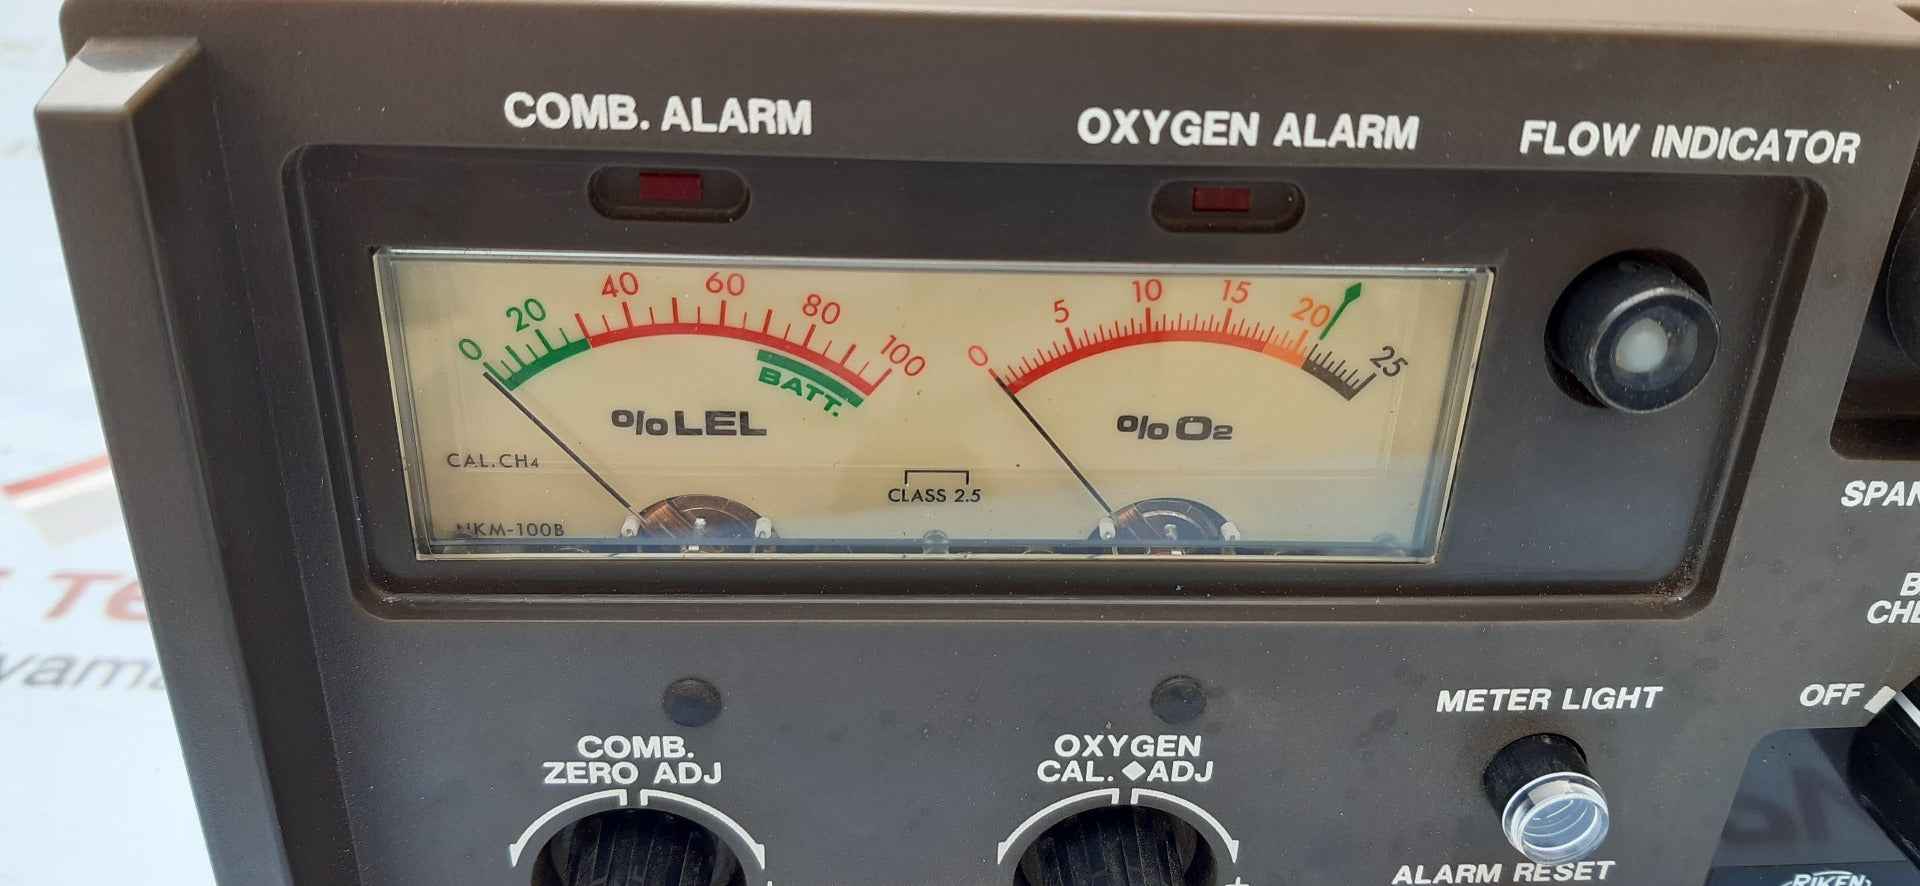 COMB. ALARM
OXYGEN ALARM
FLOW INDICATOR
0 20 40 60 80 100
BATT.
%LEL
CAL.CH4
0 5 10 15 20 25
%O2
CLASS 2.5
KM-100B
METER LIGHT
OFF
COMB.
ZERO ADJ
OXYGEN
CAL. ◆ADJ
ALARM RESET
RIKEN